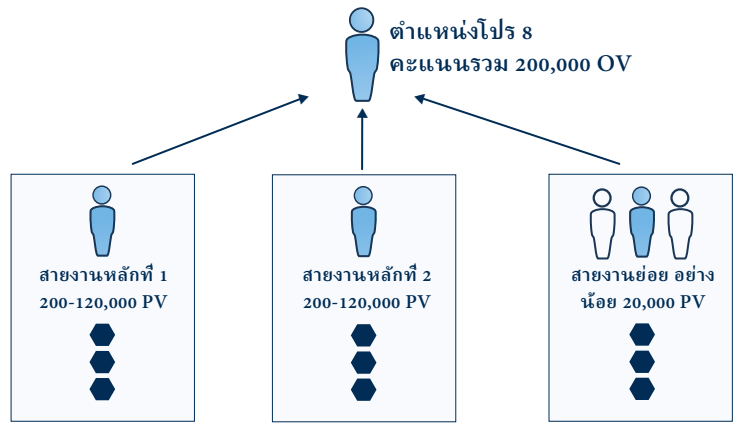 ตำแหน่งโปร 8
คะแนนรวม 200,000 OV
สายงานหลักที่ 1
200-120,000 PV
สายงานหลักที่ 2
200-120,000 PV
สายงานย่อย อย่าง
น้อย 20,000 PV